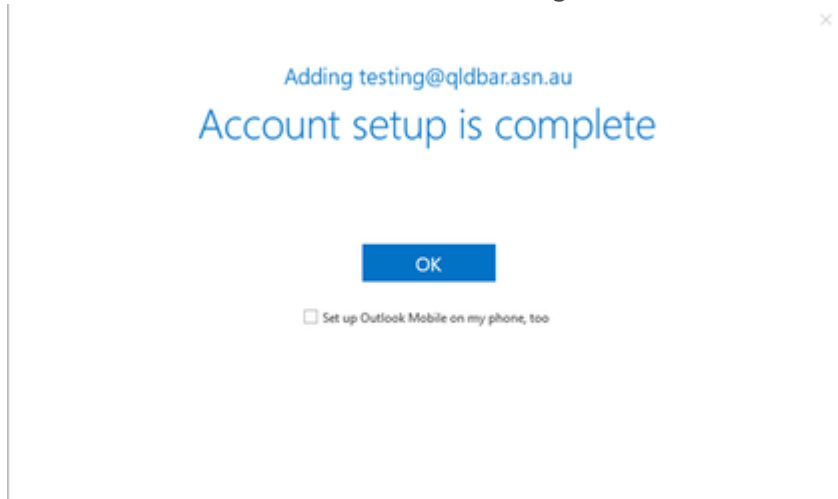 Adding testing@qldbar.asn.au
Account setup is complete
OK
Set up Outlook Mobile on my phone, too